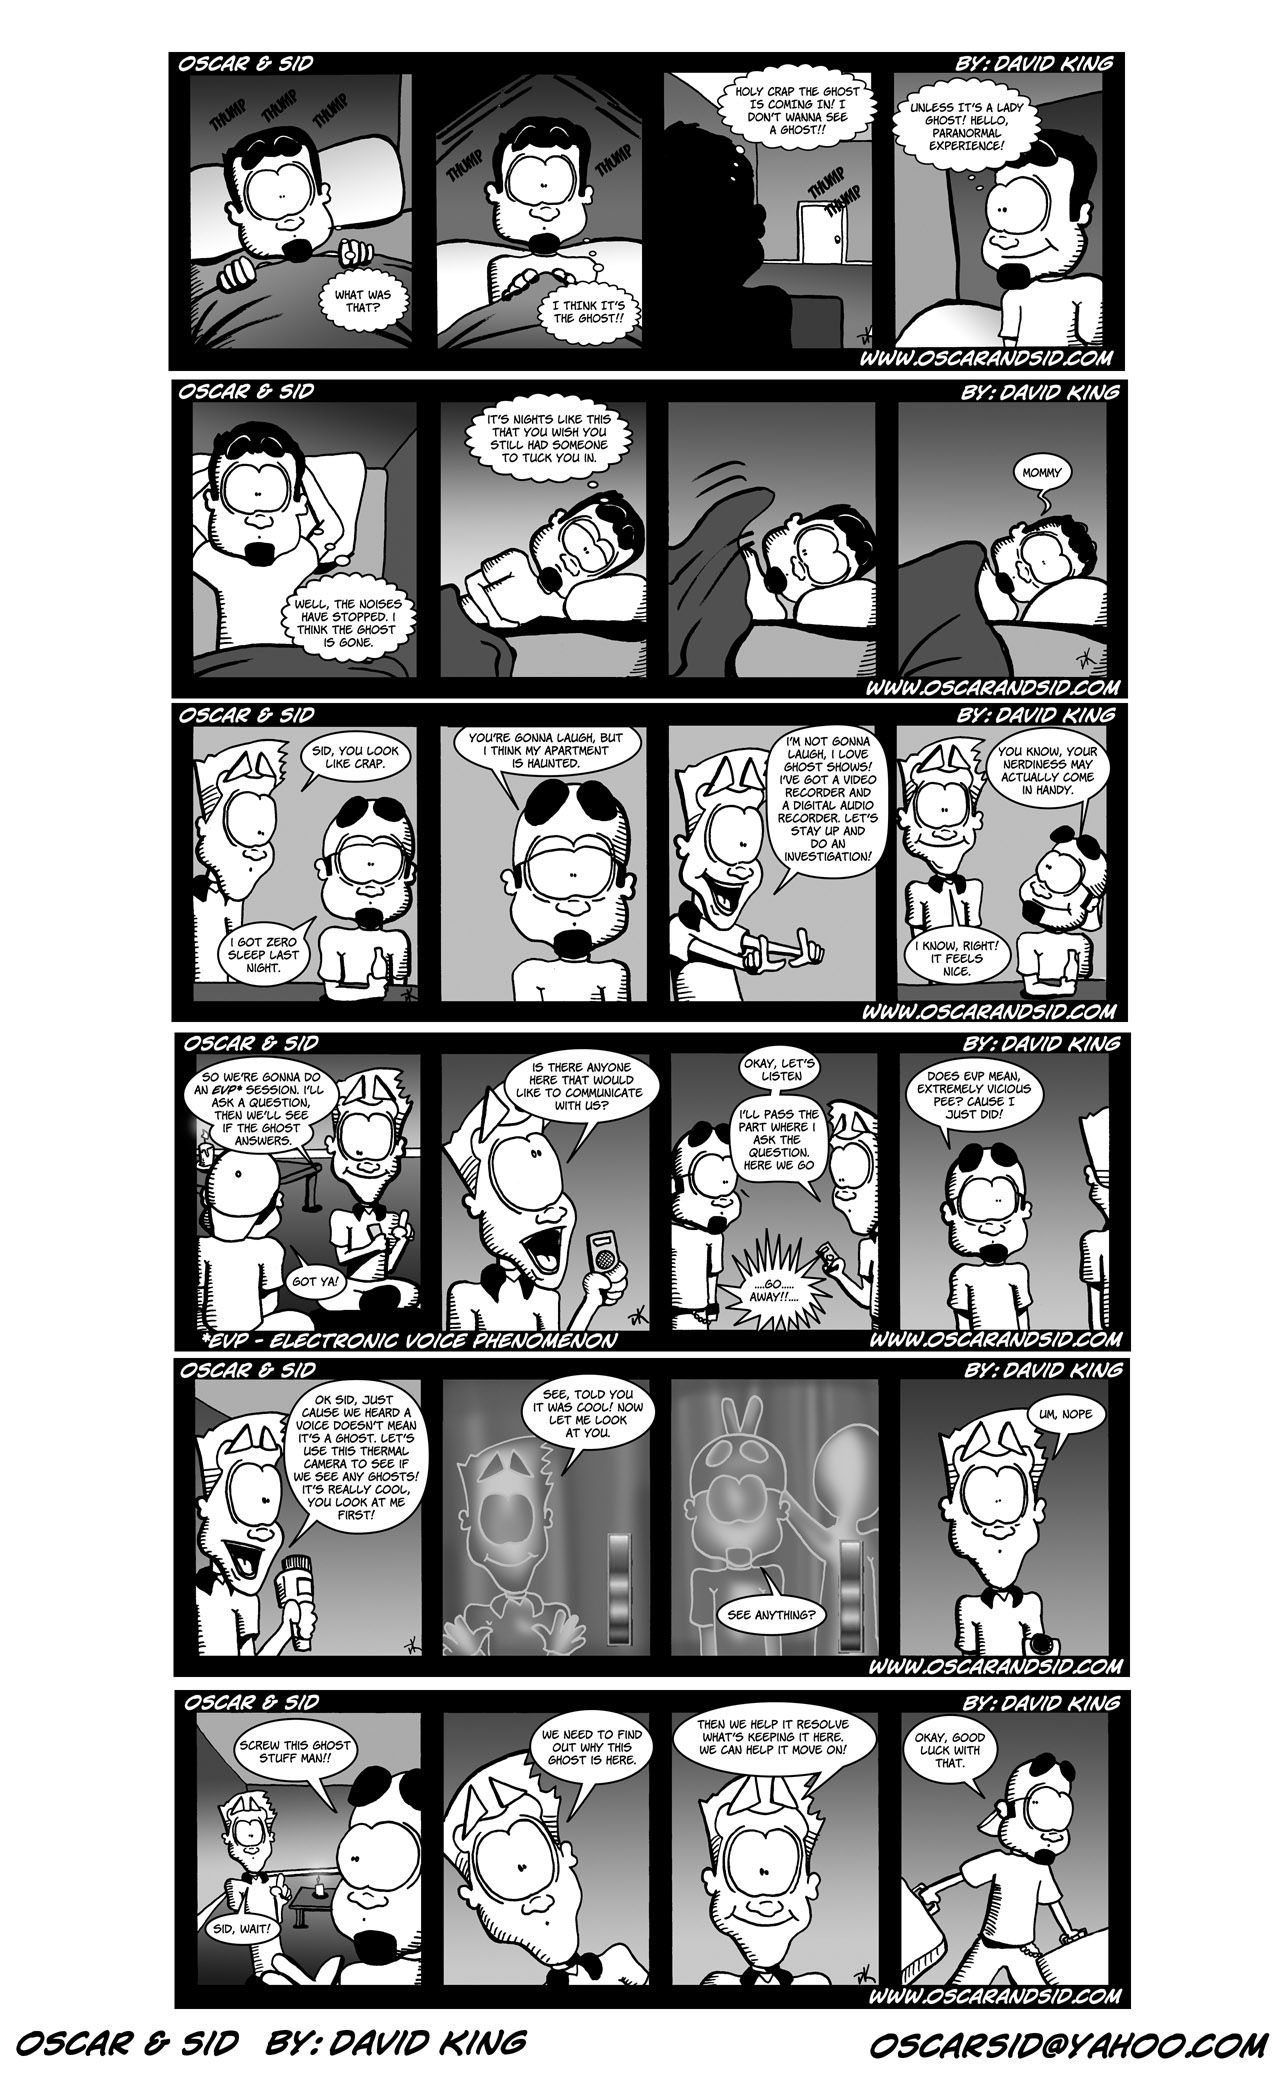 OSCAR & SID
BY: DAVID KING
THUMP
THUMP
THUMP
WHAT WAS
THAT?
THUMP
THUMP
I THINK IT'S
THE GHOST!!
HOLY CRAP THE GHOST
IS COMING IN! I
DON'T WANNA SEE
A GHOST!!
THUMP
THUMP
DK
UNLESS IT'S A LADY
GHOST! HELLO,
PARANORMAL
EXPERIENCE!
WWW.OSCARANDSID.COM
OSCAR & SID
BY: DAVID KING
WELL, THE NOISES
HAVE STOPPED. I
THINK THE GHOST
IS GONE.
IT'S NIGHTS LIKE THIS
THAT YOU WISH YOU
STILL HAD SOMEONE
TO TUCK YOU IN.
MOMMY
DK
WWW.OSCARANDSID.COM
OSCAR & SID
BY: DAVID KING
SID, YOU LOOK
LIKE CRAP.
I GOT ZERO
SLEEP LAST
NIGHT.
DK
YOU'RE GONNA LAUGH, BUT
I THINK MY APARTMENT
IS HAUNTED.
I'M NOT GONNA
LAUGH, I LOVE
GHOST SHOWS!
I'VE GOT A VIDEO
RECORDER AND
A DIGITAL AUDIO
RECORDER. LET'S
STAY UP AND
DO AN
INVESTIGATION!
YOU KNOW, YOUR
NERDINESS MAY
ACTUALLY COME
IN HANDY.
I KNOW, RIGHT!
IT FEELS
NICE.
WWW.OSCARANDSID.COM
OSCAR & SID
BY: DAVID KING
SO WE'RE GONNA DO
AN EVP* SESSION. I'LL
ASK A QUESTION,
THEN WE'LL SEE
IF THE GHOST
ANSWERS.
GOT YA!
IS THERE ANYONE
HERE THAT WOULD
LIKE TO COMMUNICATE
WITH US?
DK
OKAY, LET'S
LISTEN
I'LL PASS THE
PART WHERE I
ASK THE
QUESTION.
HERE WE GO
....GO.....
AWAY!!....
DOES EVP MEAN,
EXTREMELY VICIOUS
PEE? CAUSE I
JUST DID!
*EVP - ELECTRONIC VOICE PHENOMENON
WWW.OSCARANDSID.COM
OSCAR & SID
BY: DAVID KING
OK SID, JUST
CAUSE WE HEARD A
VOICE DOESN'T MEAN
IT'S A GHOST. LET'S
USE THIS THERMAL
CAMERA TO SEE IF
WE SEE ANY GHOSTS!
IT'S REALLY COOL,
YOU LOOK AT ME
FIRST!
DK
SEE, TOLD YOU
IT WAS COOL! NOW
LET ME LOOK
AT YOU.
SEE ANYTHING?
UM, NOPE
WWW.OSCARANDSID.COM
OSCAR & SID
BY: DAVID KING
SCREW THIS GHOST
STUFF MAN!!
SID, WAIT!
WE NEED TO FIND
OUT WHY THIS
GHOST IS HERE.
THEN WE HELP IT RESOLVE
WHAT'S KEEPING IT HERE.
WE CAN HELP IT MOVE ON!
DK
OKAY, GOOD
LUCK WITH
THAT.
WWW.OSCARANDSID.COM
OSCAR & SID BY: DAVID KING
OSCARSID@YAHOO.COM